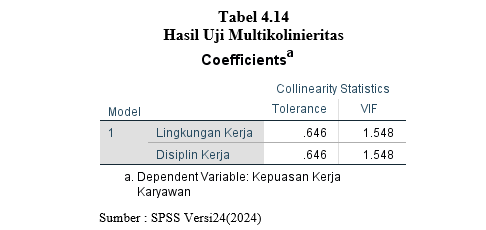 Tabel 4.14
Hasil Uji Multikolinieritas
Coefficientsa
Collinearity Statistics
Model Tolerance VIF
1 Lingkungan Kerja .646 1.548
Disiplin Kerja .646 1.548
a. Dependent Variable: Kepuasan Kerja
Karyawan
Sumber : SPSS Versi24(2024)